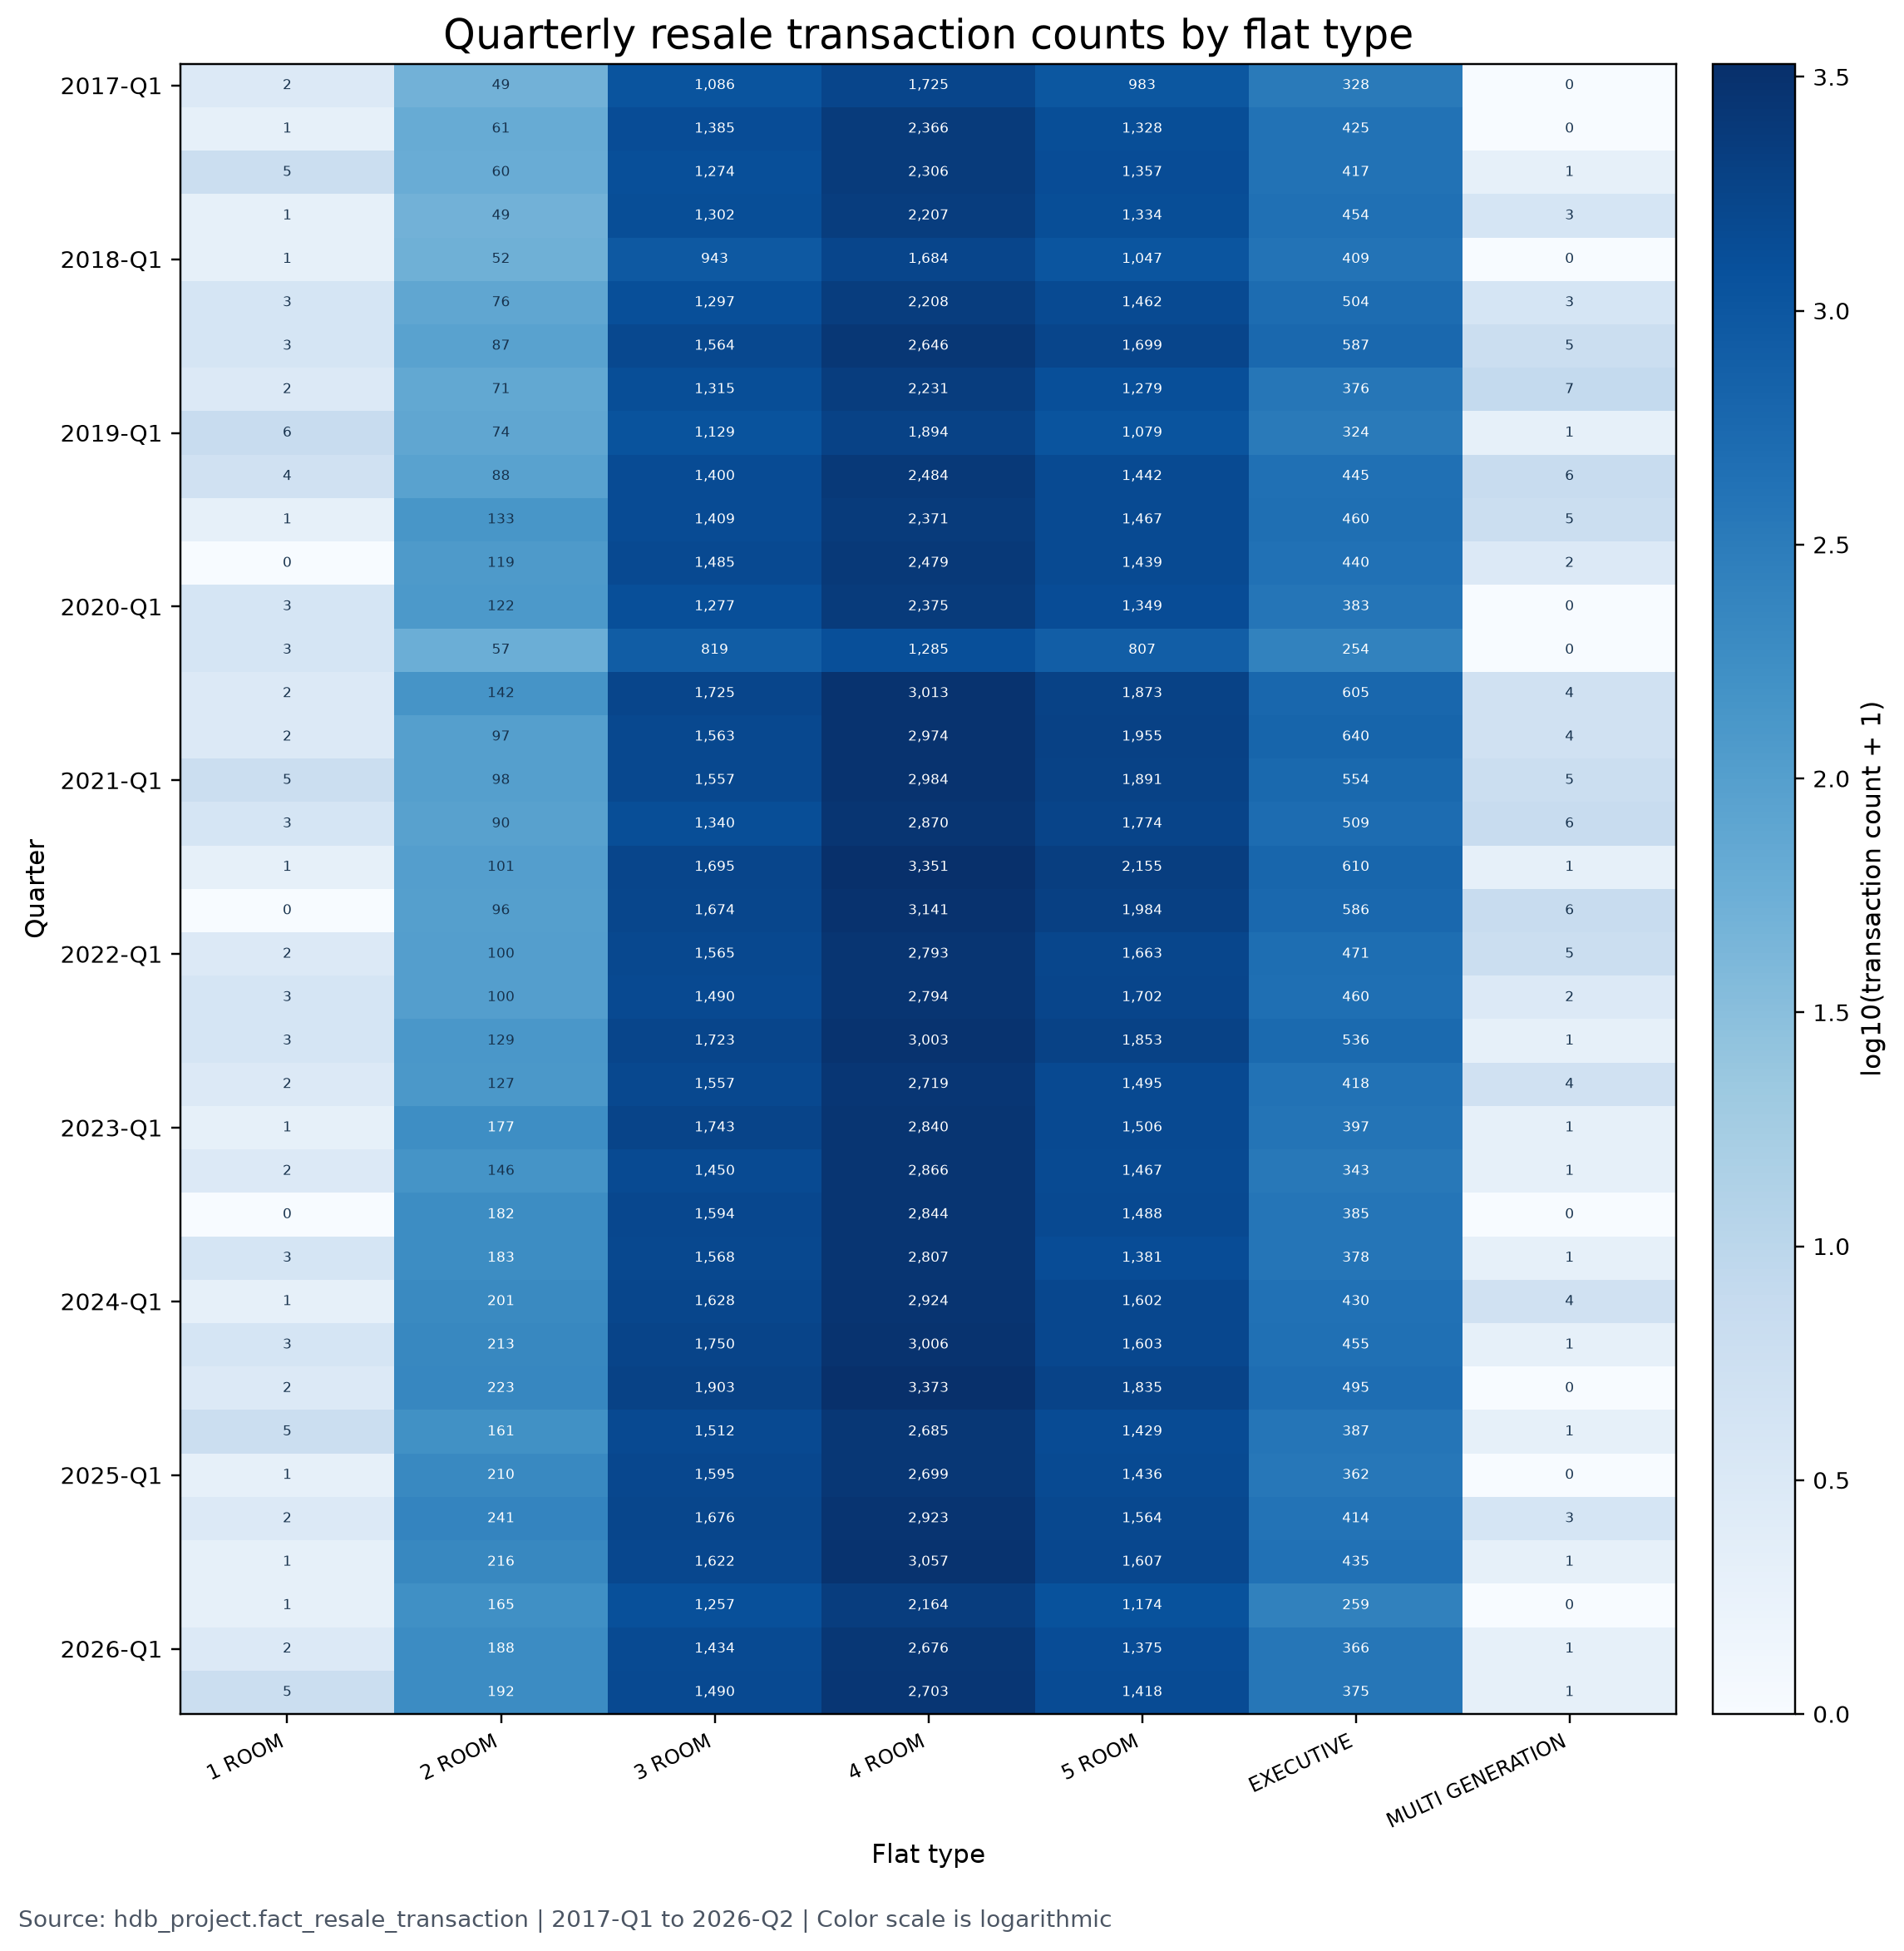 Quarterly resale transaction counts by flat type
2017-Q1 2 49 1,086 1,725 983 328 0
1 61 1,385 2,366 1,328 425 0
5 60 1,274 2,306 1,357 417 1
1 49 1,302 2,207 1,334 454 3
2018-Q1 1 52 943 1,684 1,047 409 0
3 76 1,297 2,208 1,462 504 3
3 87 1,564 2,646 1,699 587 5
2 71 1,315 2,231 1,279 376 7
2019-Q1 6 74 1,129 1,894 1,079 324 1
4 88 1,400 2,484 1,442 445 6
1 133 1,409 2,371 1,467 460 5
0 119 1,485 2,479 1,439 440 2
2020-Q1 3 122 1,277 2,375 1,349 383 0
3 57 819 1,285 807 254 0
2 142 1,725 3,013 1,873 605 4
2 97 1,563 2,974 1,955 640 4
2021-Q1 5 98 1,557 2,984 1,891 554 5
3 90 1,340 2,870 1,774 509 6
1 101 1,695 3,351 2,155 610 1
0 96 1,674 3,141 1,984 586 6
2022-Q1 2 100 1,565 2,793 1,663 471 5
3 100 1,490 2,794 1,702 460 2
3 129 1,723 3,003 1,853 536 1
2 127 1,557 2,719 1,495 418 4
2023-Q1 1 177 1,743 2,840 1,506 397 1
2 146 1,450 2,866 1,467 343 1
0 182 1,594 2,844 1,488 385 0
3 183 1,568 2,807 1,381 378 1
2024-Q1 1 201 1,628 2,924 1,602 430 4
3 213 1,750 3,006 1,603 455 1
2 223 1,903 3,373 1,835 495 0
5 161 1,512 2,685 1,429 387 1
2025-Q1 1 210 1,595 2,699 1,436 362 0
2 241 1,676 2,923 1,564 414 3
1 216 1,622 3,057 1,607 435 1
1 165 1,257 2,164 1,174 259 0
2026-Q1 2 188 1,434 2,676 1,375 366 1
5 192 1,490 2,703 1,418 375 1
Quarter
1 ROOM 2 ROOM 3 ROOM 4 ROOM 5 ROOM EXECUTIVE MULTI GENERATION
Flat type
3.5
3.0
2.5
2.0
1.5
1.0
0.5
0.0
log10(transaction count + 1)
Source: hdb_project.fact_resale_transaction | 2017-Q1 to 2026-Q2 | Color scale is logarithmic